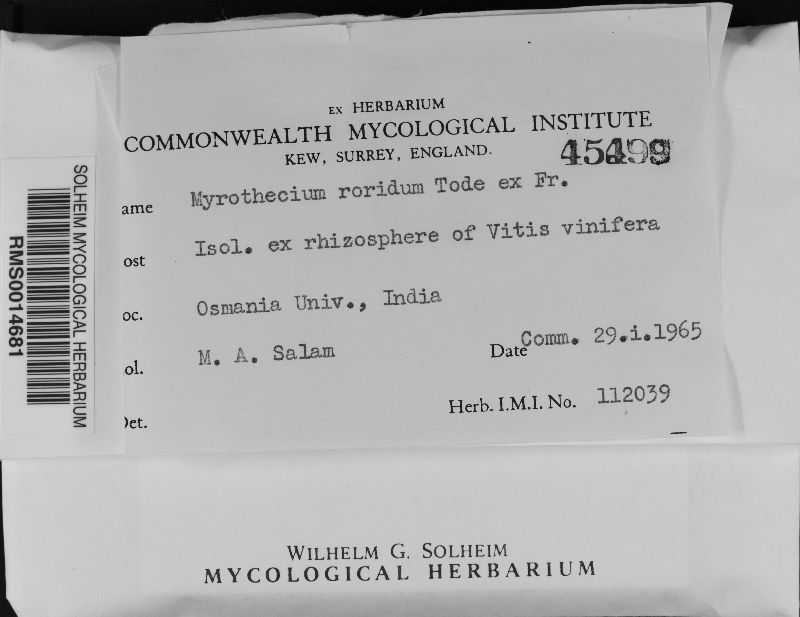 EX HERBARIUM
COMMONWEALTH MYCOLOGICAL INSTITUTE
KEW, SURREY, ENGLAND.
45499
ame Myrothecium roridum Tode ex Fr.
ost Isol. ex rhizosphere of Vitis vinifera
oc. Osmania Univ., India
ol. M. A. Salam
Date Comm. 29.i.1965
et.
Herb. I.M.I. No. 112039
SOLHEIM MYCOLOGICAL HERBARIUM
RMS0014681
WILHELM G. SOLHEIM
MYCOLOGICAL HERBARIUM